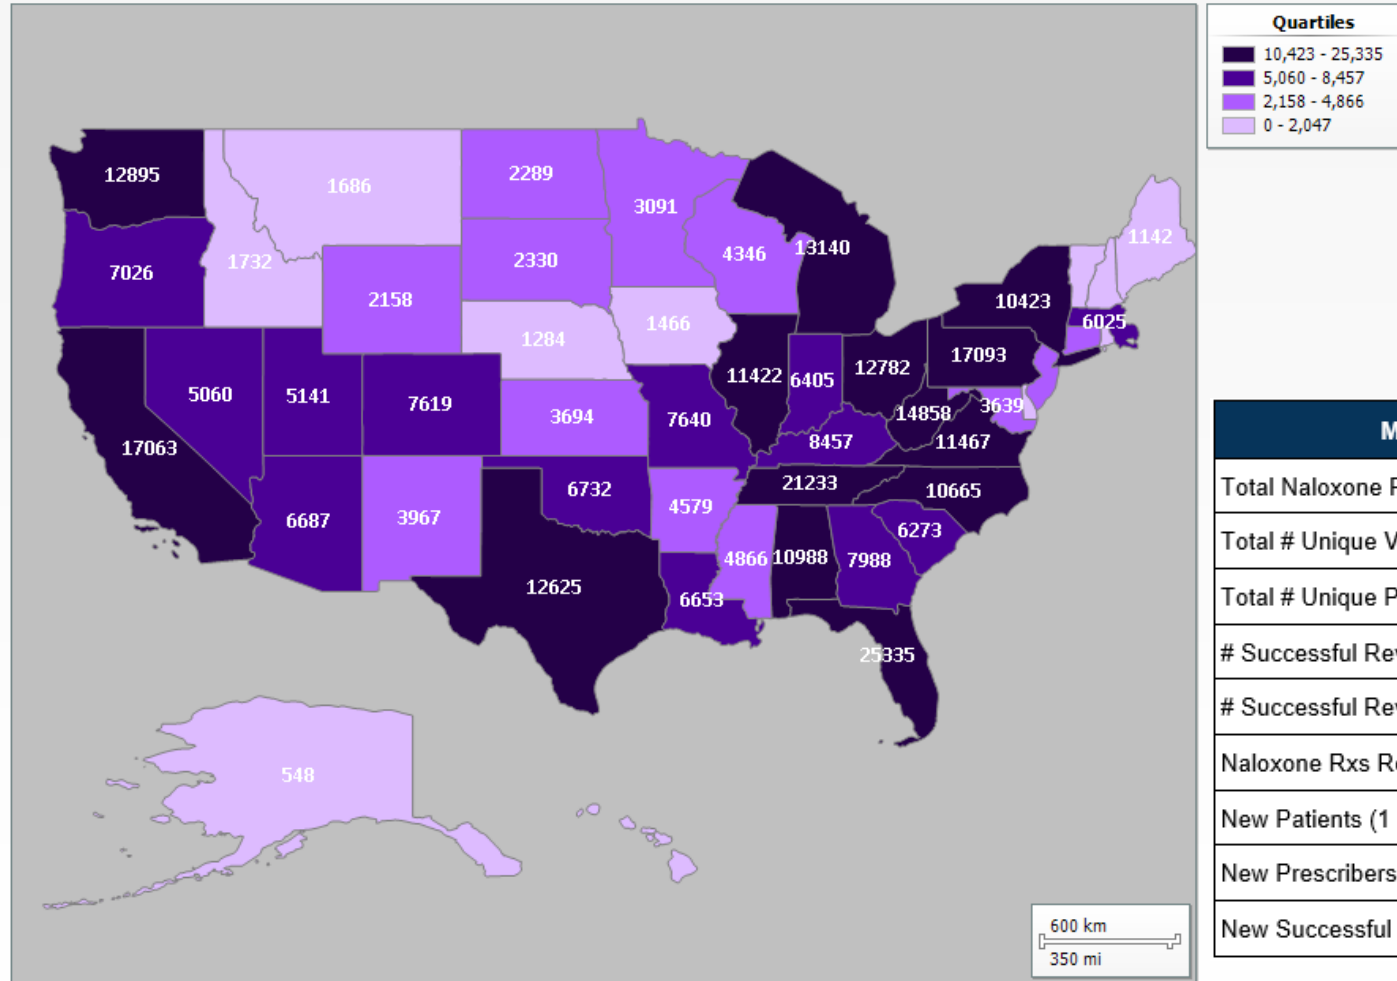 Quartiles
10,423 - 25,335
5,060 - 8,457
2,158 - 4,866
0 - 2,047
12895
1686
2289
3091
4346
13140
1142
7026
1732
2158
2330
1466
10423
6025
1284
17093
5060
5141
7619
3694
7640
11422
6405
12782
14858
3639
17063
8457
11467
6687
3967
6732
4579
21233
10665
4866
10988
7988
6273
12625
6653
25335
548
600 km
350 mi
M
Total Naloxone
Total # Unique
Total # Unique
# Successful
# Successful
Naloxone Rxs
New Patients (1
New Prescribers
New Successful